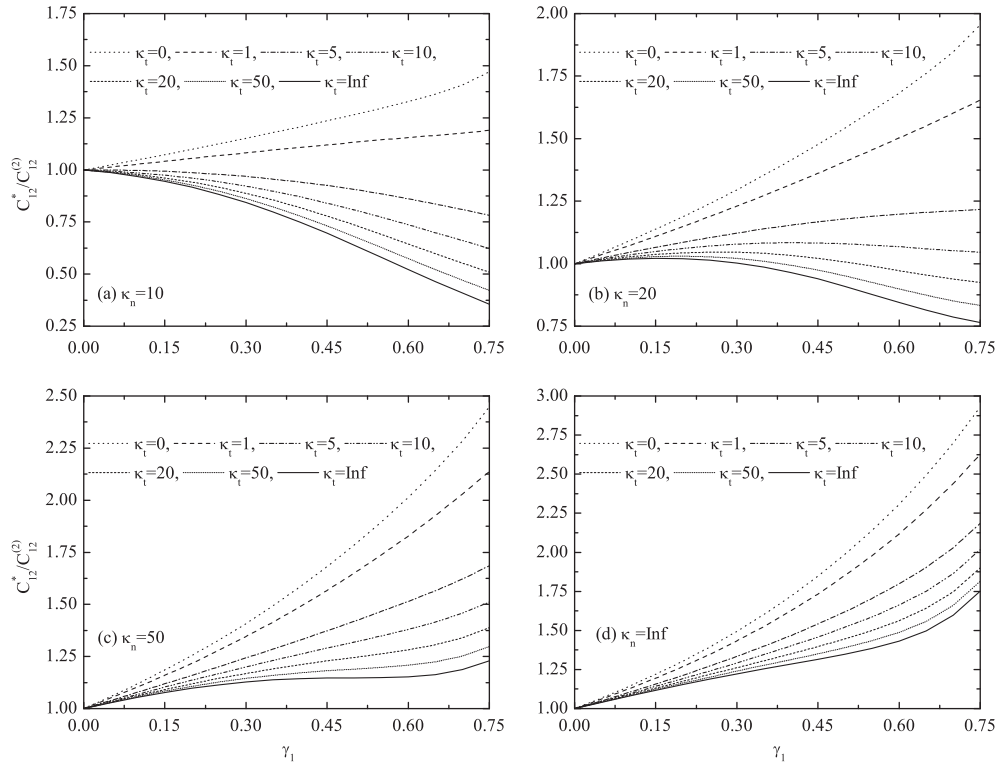 1.75
1.50
1.25
1.00
0.75
0.50
0.25
C*12/C(2)12
κt=0, κt=1, κt=5, κt=10,
κt=20, κt=50, κt=Inf
(a) κn=10
0.00 0.15 0.30 0.45 0.60 0.75
2.00
1.75
1.50
1.25
1.00
0.75
κt=0, κt=1, κt=5, κt=10,
κt=20, κt=50, κt=Inf
(b) κn=20
0.00 0.15 0.30 0.45 0.60 0.75
2.50
2.25
2.00
1.75
1.50
1.25
1.00
C*12/C(2)12
κt=0, κt=1, κt=5, κt=10,
κt=20, κt=50, κt=Inf
(c) κn=50
0.00 0.15 0.30 0.45 0.60 0.75
γ1
3.00
2.75
2.50
2.25
2.00
1.75
1.50
1.25
1.00
κt=0, κt=1, κt=5, κt=10,
κt=20, κt=50, κt=Inf
(d) κn=Inf
0.00 0.15 0.30 0.45 0.60 0.75
γ1